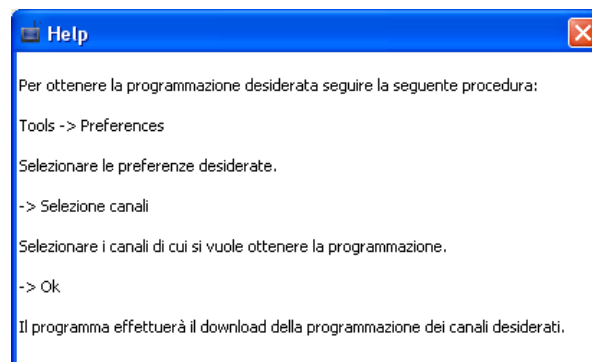 Help
Per ottenere la programmazione desiderata seguire la seguente procedura:
Tools -> Preferences
Selezionare le preferenze desiderate.
-> Selezione canali
Selezionare i canali di cui si vuole ottenere la programmazione.
-> Ok
Il programma effettuerà il download della programmazione dei canali desiderati.